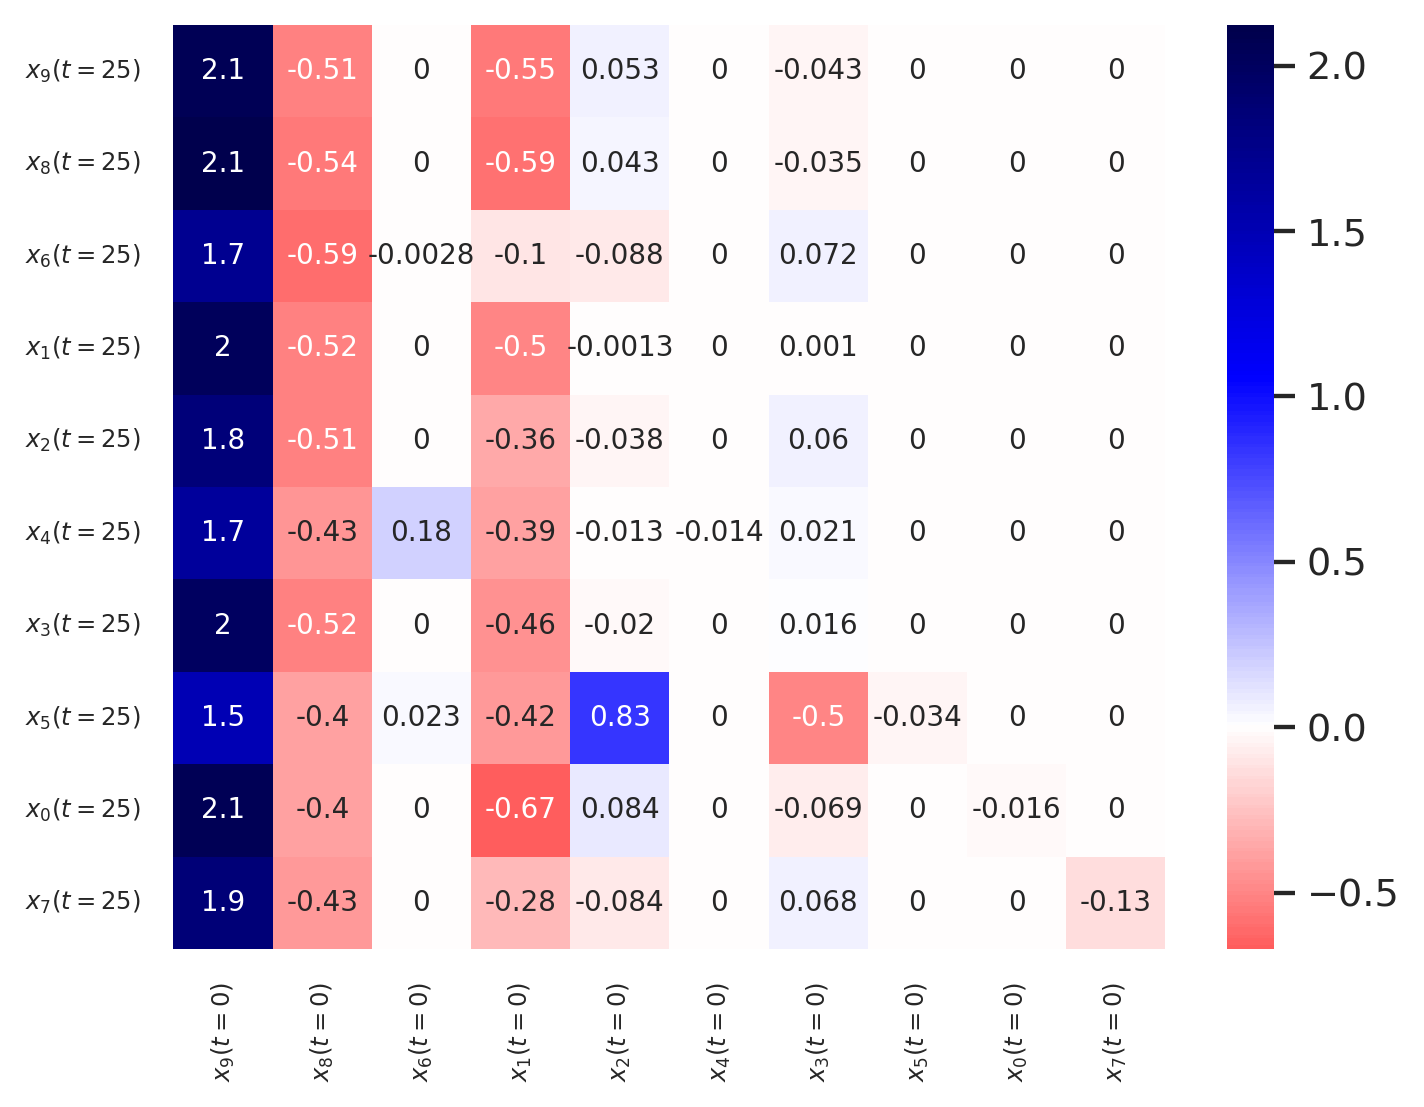 x₉(t = 25) 2.1 -0.51 0 -0.55 0.053 0 -0.043 0 0 0
x₈(t = 25) 2.1 -0.54 0 -0.59 0.043 0 -0.035 0 0 0
x₆(t = 25) 1.7 -0.59 -0.0028 -0.1 -0.088 0 0.072 0 0 0
x₁(t = 25) 2 -0.52 0 -0.5 -0.0013 0 0.001 0 0 0
x₂(t = 25) 1.8 -0.51 0 -0.36 -0.038 0 0.06 0 0 0
x₄(t = 25) 1.7 -0.43 0.18 -0.39 -0.013 -0.014 0.021 0 0 0
x₃(t = 25) 2 -0.52 0 -0.46 -0.02 0 0.016 0 0 0
x₅(t = 25) 1.5 -0.4 0.023 -0.42 0.83 0 -0.5 -0.034 0 0
x₀(t = 25) 2.1 -0.4 0 -0.67 0.084 0 -0.069 0 -0.016 0
x₇(t = 25) 1.9 -0.43 0 -0.28 -0.084 0 0.068 0 0 -0.13
x₉(t = 0)
x₈(t = 0)
x₆(t = 0)
x₁(t = 0)
x₂(t = 0)
x₄(t = 0)
x₃(t = 0)
x₅(t = 0)
x₀(t = 0)
x₇(t = 0)
2.0
1.5
1.0
0.5
0.0
−0.5